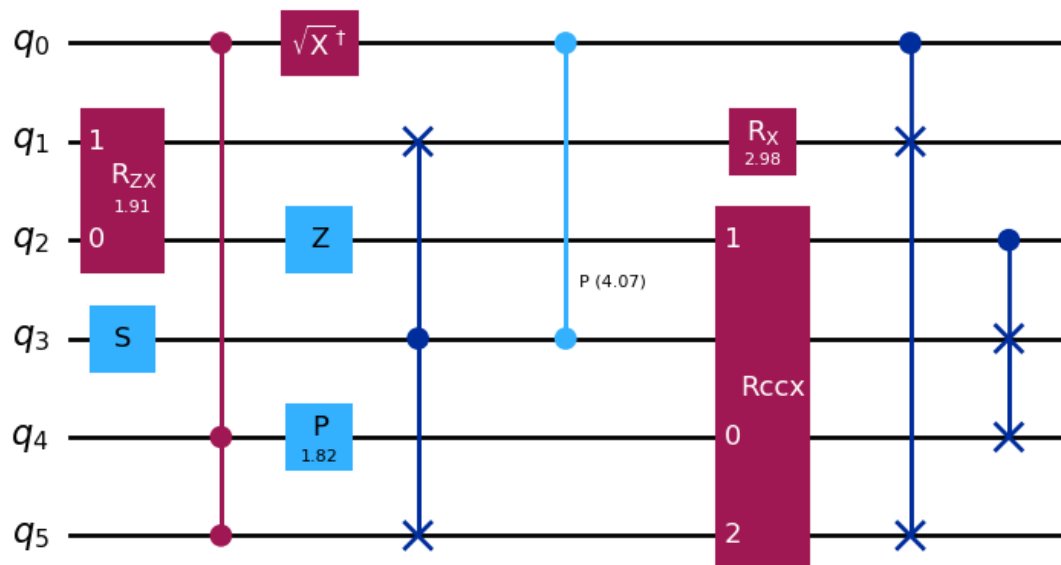 q0
√X†
q1
1
RZX
1.91
RX
2.98
q2
0
Z
1
P (4.07)
q3
S
Rccx
q4
P
1.82
0
q5
2